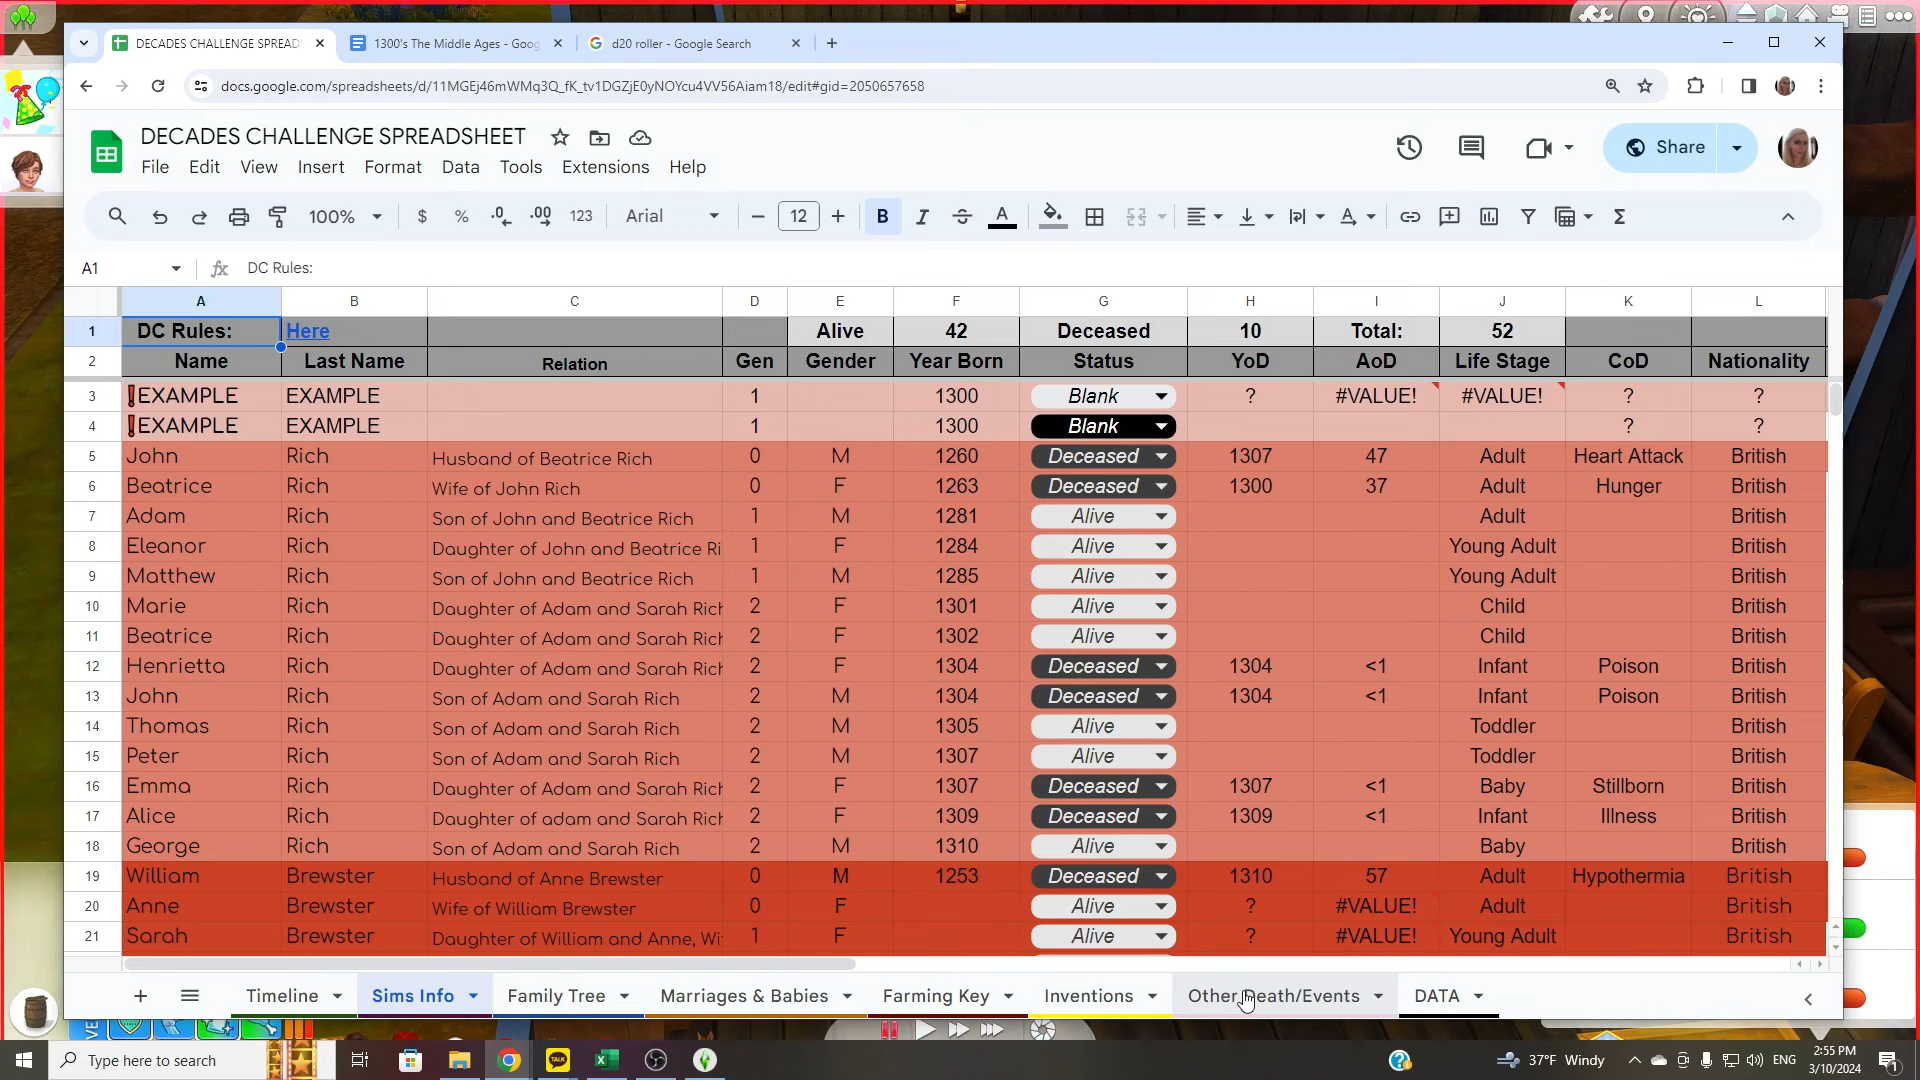 DECADES CHALLENGE SPREAD
1300's The Middle Ages - Goog
d20 roller - Google Search
docs.google.com/spreadsheets/d/11MGEj46mWMq3Q_fK_tv1DGZjE0yNOYcu4VV56Aiam18/edit#gid=2050657658
DECADES CHALLENGE SPREADSHEET
File Edit View Insert Format Data Tools Extensions Help
Share
100% $ % .0 .00 123 Arial 12 B I A
A1 fx DC Rules:
A B C D E F G H I J K L
1 DC Rules: Here Alive 42 Deceased 10 Total: 52
2 Name Last Name Relation Gen Gender Year Born Status YoD AoD Life Stage CoD Nationality
3 ❗EXAMPLE EXAMPLE 1 1300 Blank ? #VALUE! #VALUE! ? ?
4 ❗EXAMPLE EXAMPLE 1 1300 Blank ? ?
5 John Rich Husband of Beatrice Rich 0 M 1260 Deceased 1307 47 Adult Heart Attack British
6 Beatrice Rich Wife of John Rich 0 F 1263 Deceased 1300 37 Adult Hunger British
7 Adam Rich Son of John and Beatrice Rich 1 M 1281 Alive Adult British
8 Eleanor Rich Daughter of John and Beatrice Ri 1 F 1284 Alive Young Adult British
9 Matthew Rich Son of John and Beatrice Rich 1 M 1285 Alive Young Adult British
10 Marie Rich Daughter of Adam and Sarah Rich 2 F 1301 Alive Child British
11 Beatrice Rich Daughter of Adam and Sarah Rich 2 F 1302 Alive Child British
12 Henrietta Rich Daughter of Adam and Sarah Rich 2 F 1304 Deceased 1304 <1 Infant Poison British
13 John Rich Son of Adam and Sarah Rich 2 M 1304 Deceased 1304 <1 Infant Poison British
14 Thomas Rich Son of Adam and Sarah Rich 2 M 1305 Alive Toddler British
15 Peter Rich Son of Adam and Sarah Rich 2 M 1307 Alive Toddler British
16 Emma Rich Daughter of Adam and Sarah Rich 2 F 1307 Deceased 1307 <1 Baby Stillborn British
17 Alice Rich Daughter of adam and Sarah Rich 2 F 1309 Deceased 1309 <1 Infant Illness British
18 George Rich Son of Adam and Sarah Rich 2 M 1310 Alive Baby British
19 William Brewster Husband of Anne Brewster 0 M 1253 Deceased 1310 57 Adult Hypothermia British
20 Anne Brewster Wife of William Brewster 0 F Alive ? #VALUE! Adult British
21 Sarah Brewster Daughter of William and Anne, Wi 1 F Alive ? #VALUE! Young Adult British
Timeline Sims Info Family Tree Marriages & Babies Farming Key Inventions Other Death/Events DATA
Type here to search
TALK
37°F Windy
ENG
2:55 PM
3/10/2024
1